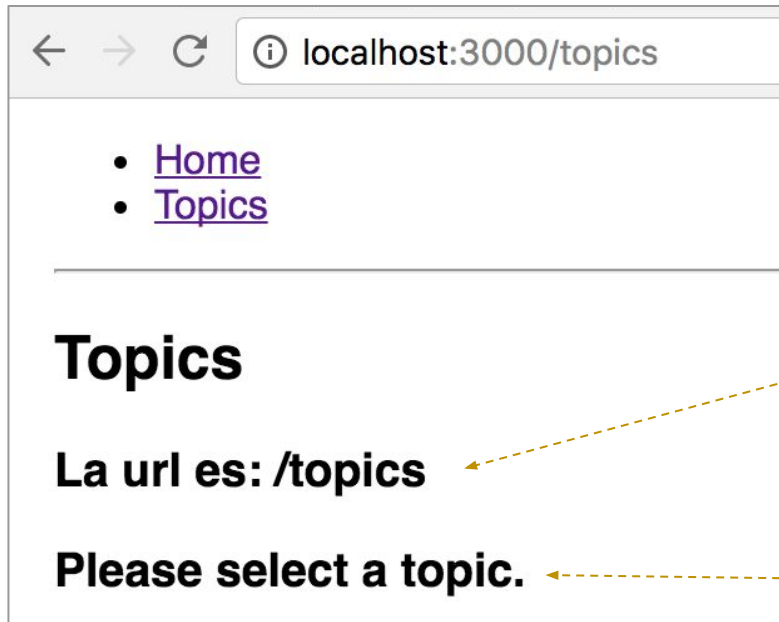 localhost:3000/topics
Home
Topics
Topics
La url es: /topics
Please select a topic.